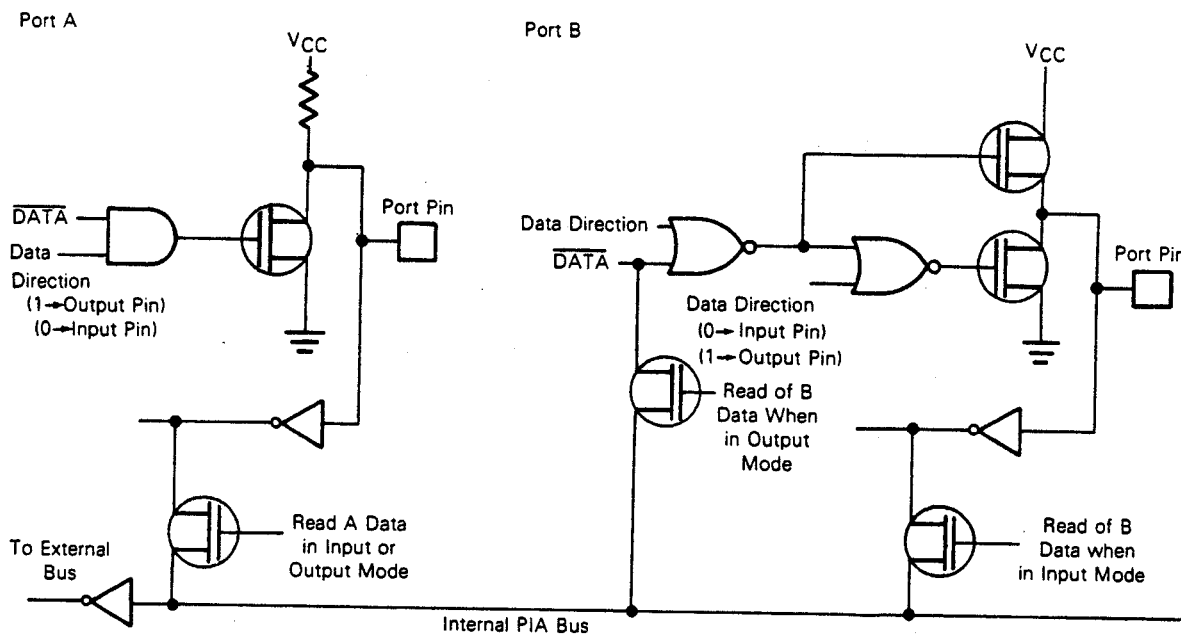 Port A
VCC
DATA
Data
Direction
(1→Output Pin)
(0→Input Pin)
Port Pin
Read A Data
in Input or
Output Mode
To External
Bus
Internal PIA Bus
Port B
VCC
Data Direction
DATA
Data Direction
(0→ Input Pin)
(1→Output Pin)
Port Pin
Read of B
Data When
in Output
Mode
Read of B
Data when
in Input Mode